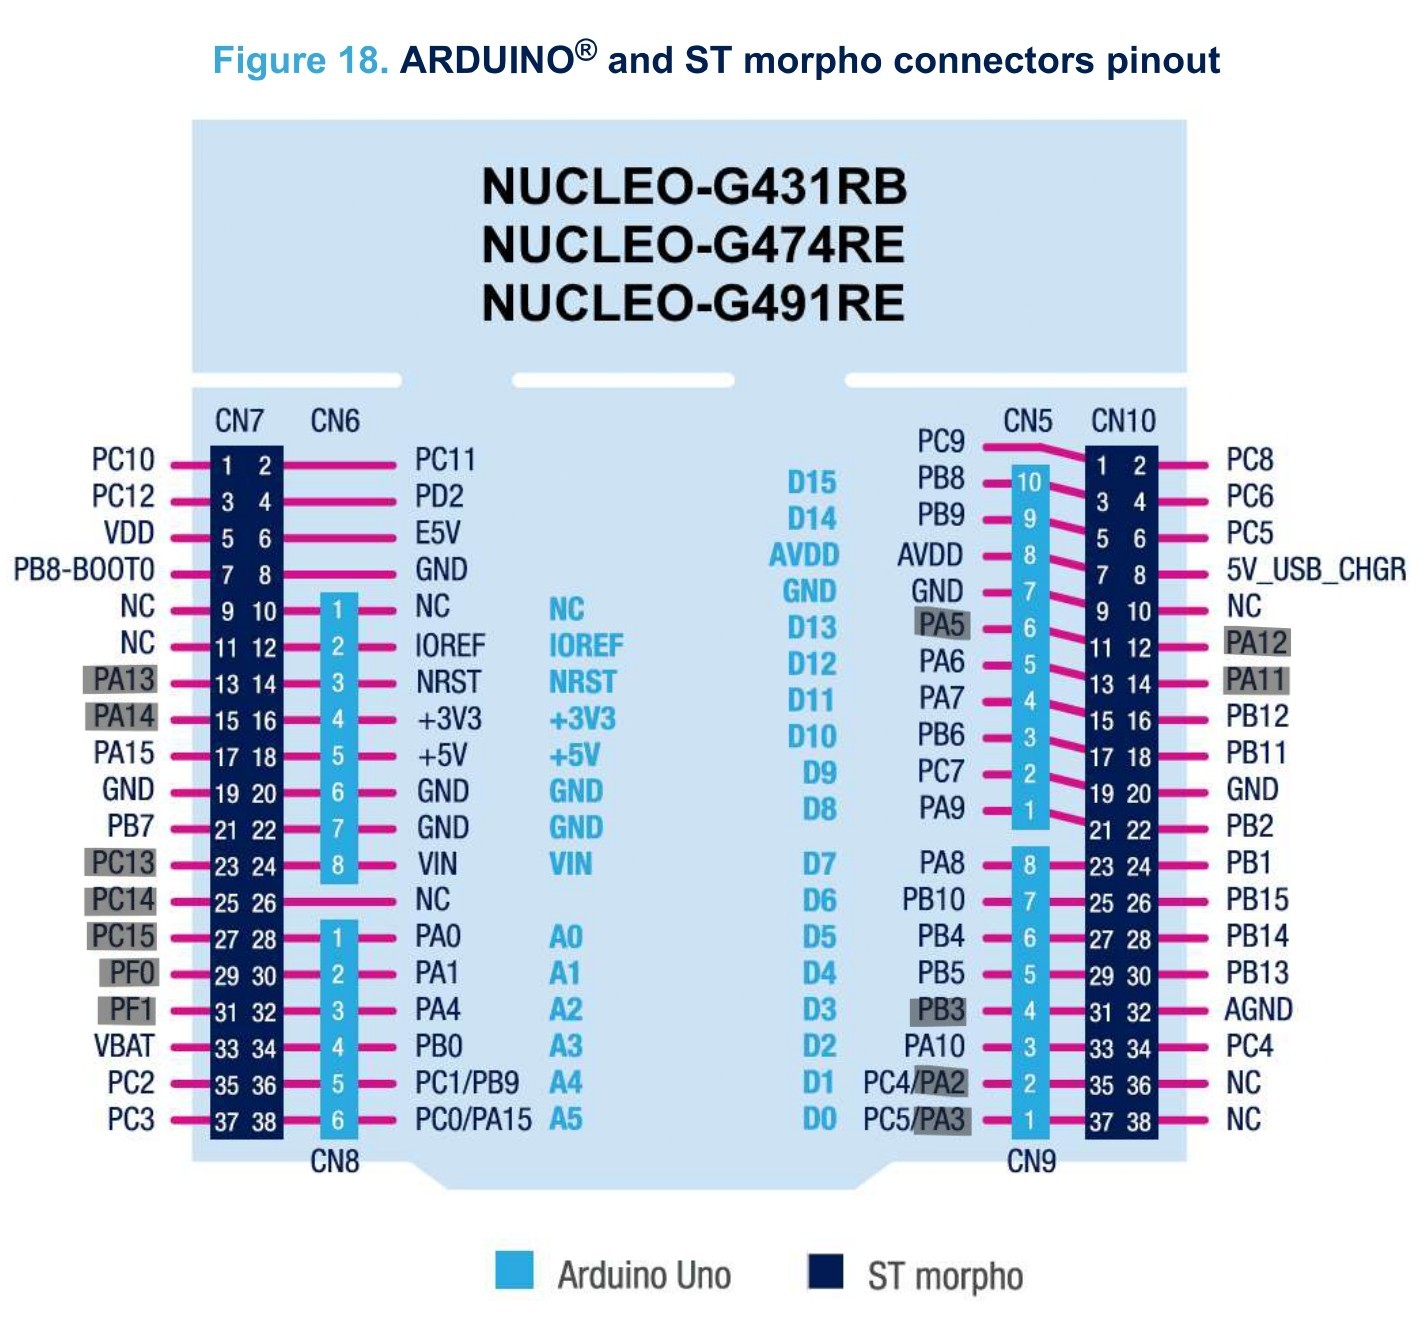 Figure 18. ARDUINO® and ST morpho connectors pinout
NUCLEO-G431RB
NUCLEO-G474RE
NUCLEO-G491RE
CN7 CN6 CN5 CN10
PC10 1 2 PC11 PC9 1 2 PC8
PC12 3 4 PD2 D15 PB8 10 3 4 PC6
VDD 5 6 E5V D14 PB9 9 5 6 PC5
PB8-BOOT0 7 8 GND AVDD AVDD 8 7 8 5V_USB_CHGR
NC 9 10 1 NC NC GND GND 7 9 10 NC
NC 11 12 2 IOREF IOREF D13 PA5 6 11 12 PA12
PA13 13 14 3 NRST NRST D12 PA6 5 13 14 PA11
PA14 15 16 4 +3V3 +3V3 D11 PA7 4 15 16 PB12
PA15 17 18 5 +5V +5V D10 PB6 3 17 18 PB11
GND 19 20 6 GND GND D9 PC7 2 19 20 GND
PB7 21 22 7 GND GND D8 PA9 1 21 22 PB2
PC13 23 24 8 VIN VIN D7 PA8 8 23 24 PB1
PC14 25 26 NC D6 PB10 7 25 26 PB15
PC15 27 28 1 PA0 A0 D5 PB4 6 27 28 PB14
PF0 29 30 2 PA1 A1 D4 PB5 5 29 30 PB13
PF1 31 32 3 PA4 A2 D3 PB3 4 31 32 AGND
VBAT 33 34 4 PB0 A3 D2 PA10 3 33 34 PC4
PC2 35 36 5 PC1/PB9 A4 D1 PC4/PA2 2 35 36 NC
PC3 37 38 6 PC0/PA15 A5 D0 PC5/PA3 1 37 38 NC
CN8 CN9
Arduino Uno ST morpho